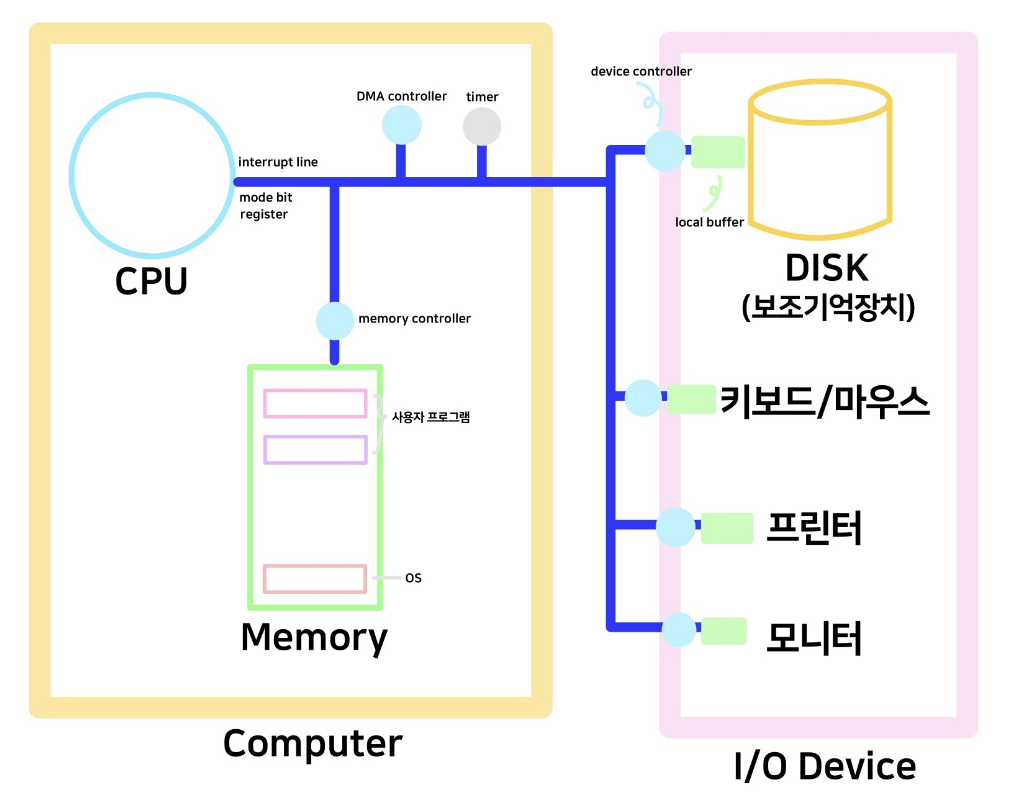 device controller
DMA controller
timer
interrupt line
mode bit
register
local buffer
CPU
DISK
(보조기억장치)
memory controller
사용자 프로그램
키보드/마우스
프린터
OS
Memory
모니터
Computer
I/O Device